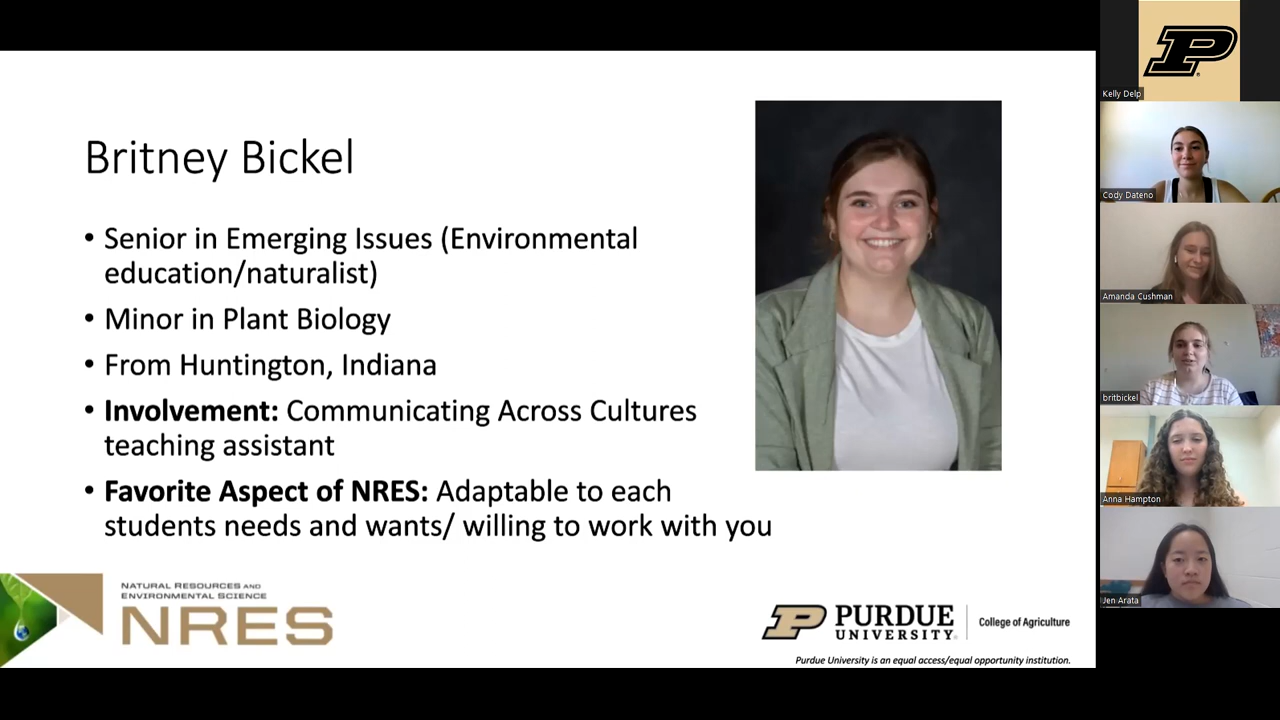 Britney Bickel
• Senior in Emerging Issues (Environmental
education/naturalist)
• Minor in Plant Biology
• From Huntington, Indiana
• Involvement: Communicating Across Cultures
teaching assistant
• Favorite Aspect of NRES: Adaptable to each
students needs and wants/ willing to work with you
NATURAL RESOURCES AND
ENVIRONMENTAL SCIENCE
NRES
P PURDUE
UNIVERSITY®
College of Agriculture
Purdue University is an equal access/equal opportunity institution.
P
Kelly Delp
Cody Dateno
Amanda Cushman
britbickel
Anna Hampton
Jen Arata